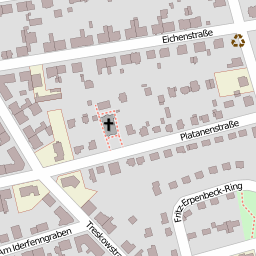 Eichenstraße
Platanenstraße
Fritz-Erpenbeck-Ring
Am Iderfenngraben
Treskowstr